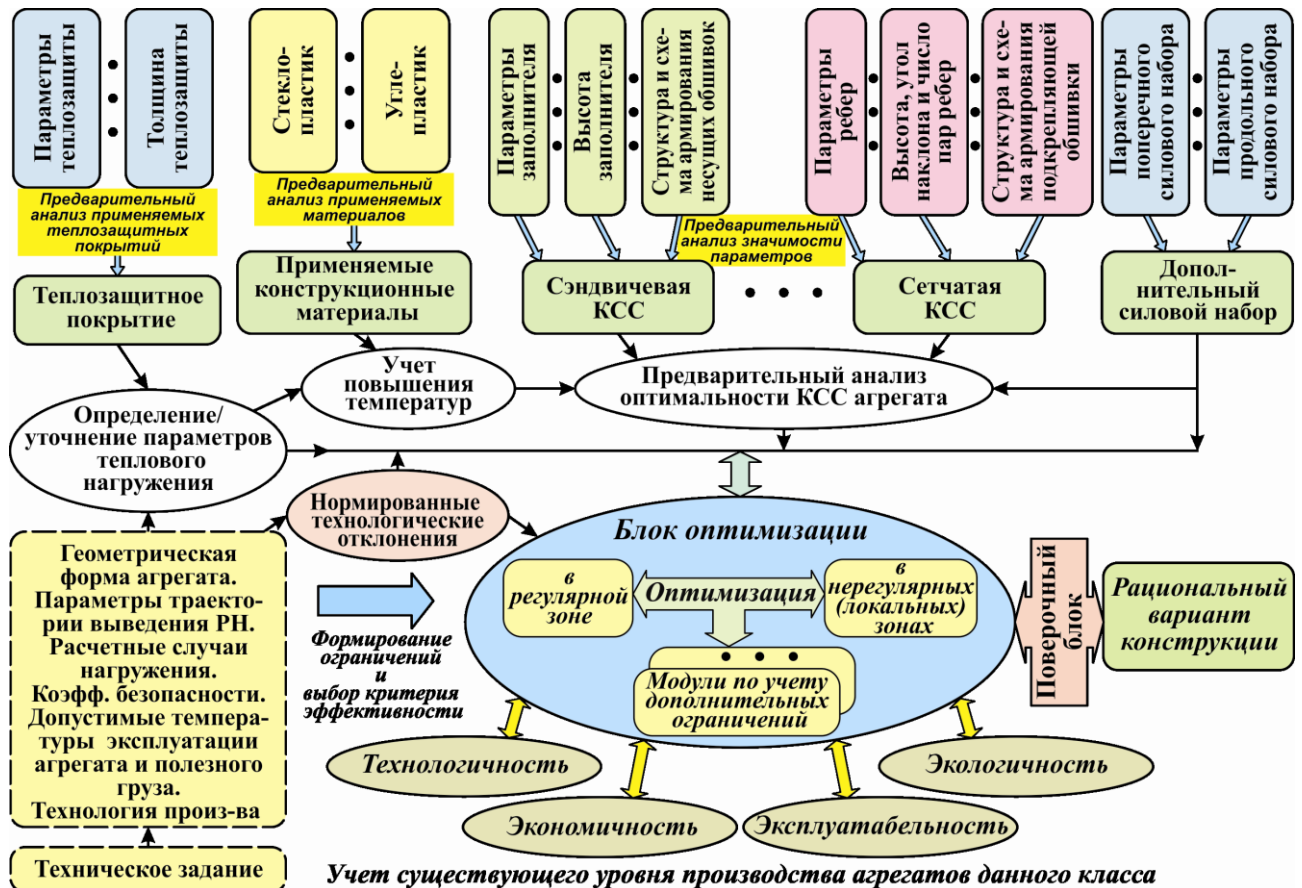 Параметры
теплозащиты
Толщина
теплозащиты
Стекло-
пластик
Угле-
пластик
Параметры
заполнителя
Высота
заполнителя
Структура и схе-
ма армирования
несущих обшивок
Параметры
ребер
Высота, угол
наклона и число
пар ребер
Структура и схе-
ма армирования
подкрепляющей
обшивки
Параметры
поперечного
силового набора
Параметры
продольного
силового набора
Предварительный
анализ применяемых
теплозащитных
покрытий
Предварительный
анализ применяемых
материалов
Предварительный
анализ значимости
параметров
Теплозащитное
покрытие
Применяемые
конструкционные
материалы
Сэндвичевая
КСС
Сетчатая
КСС
Допол-
нительный
силовой набор
Учет
повышения
температур
Предварительный анализ
оптимальности КСС агрегата
Определение/
уточнение параметров
теплового
нагружения
Нормированные
технологические
отклонения
Блок оптимизации
в
регулярной
зоне
Оптимизация
в
нерегулярных
(локальных)
зонах
Модули по учету
дополнительных
ограничений
Поверочный
блок
Рациональный
вариант
конструкции
Геометрическая
форма агрегата.
Параметры траекто-
рии выведения РН.
Расчетные случаи
нагружения.
Коэфф. безопасности.
Допустимые темпера-
туры эксплуатации
агрегата и полезного
груза.
Технология произ-ва
Формирование
ограничений
и
выбор критерия
эффективности
Технологичность
Экологичность
Экономичность
Эксплуатабельность
Техническое задание
Учет существующего уровня производства агрегатов данного класса